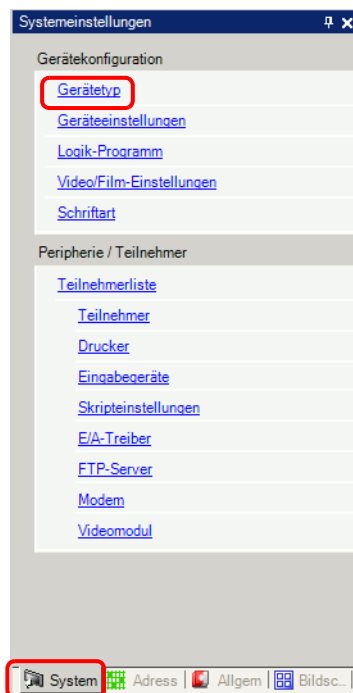 Systemeinstellungen
Gerätekonfiguration
Gerätetyp
Geräteeinstellungen
Logik-Programm
Video/Film-Einstellungen
Schriftart
Peripherie / Teilnehmer
Teilnehmerliste
Teilnehmer
Drucker
Eingabegeräte
Skripteinstellungen
E/A-Treiber
FTP-Server
Modem
Videomodul
System Adress Allgem Bildsc...